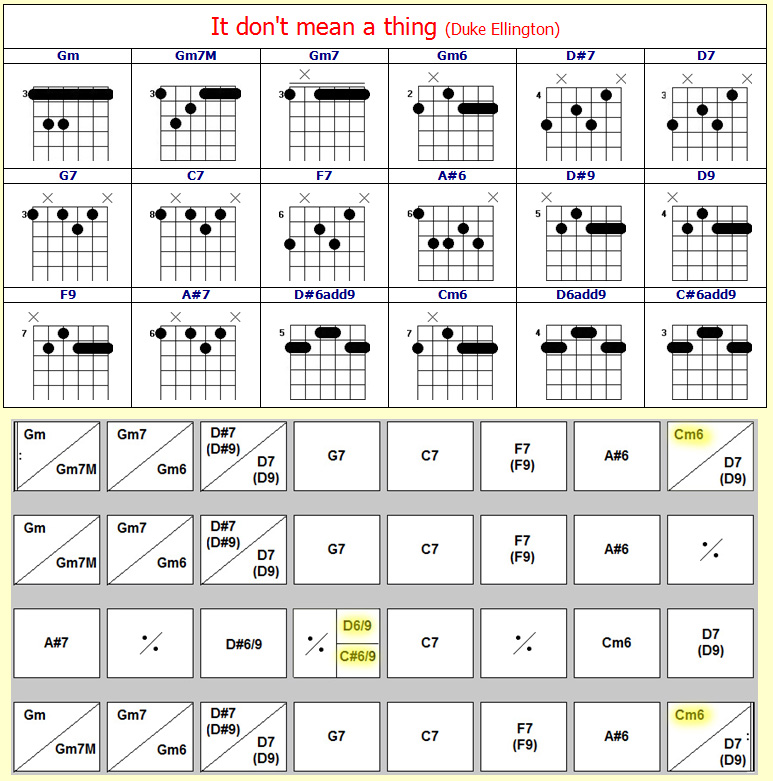 It don't mean a thing (Duke Ellington)
Gm Gm7M Gm7 Gm6 D#7 D7
3 3 3 2 4 3
G7 C7 F7 A#6 D#9 D9
3 8 6 6 5 4
F9 A#7 D#6add9 Cm6 D6add9 C#6add9
7 6 5 7 4 3
Gm Gm7 D#7 Cm6
(D#9) G7 C7 F7 A#6
Gm7M Gm6 D7 (F9) D7
(D9) (D9)
Gm Gm7 D#7
(D#9) G7 C7 F7 A#6 ٪
Gm7M Gm6 D7 (F9)
(D9)
D6/9
A#7 ٪ D#6/9 ٪ C7 ٪ Cm6 D7
C#6/9 (D9)
Gm Gm7 D#7 Cm6
(D#9) G7 C7 F7 A#6
Gm7M Gm6 D7 (F9) D7
(D9) (D9)